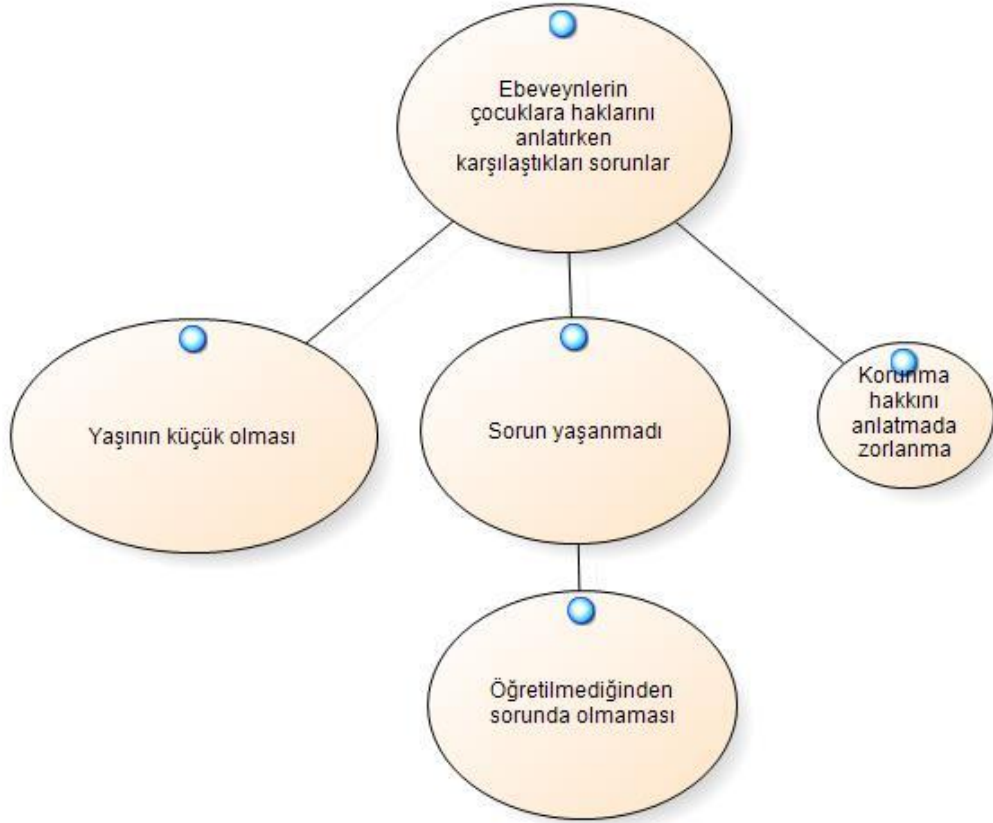 Ebeveynlerin
çocuklara haklarını
anlatırken
karşılaştıkları sorunlar
Yaşının küçük olması
Sorun yaşanmadı
Korunma
hakkını
anlatmada
zorlanma
Öğretilmediğinden
sorunda olmaması